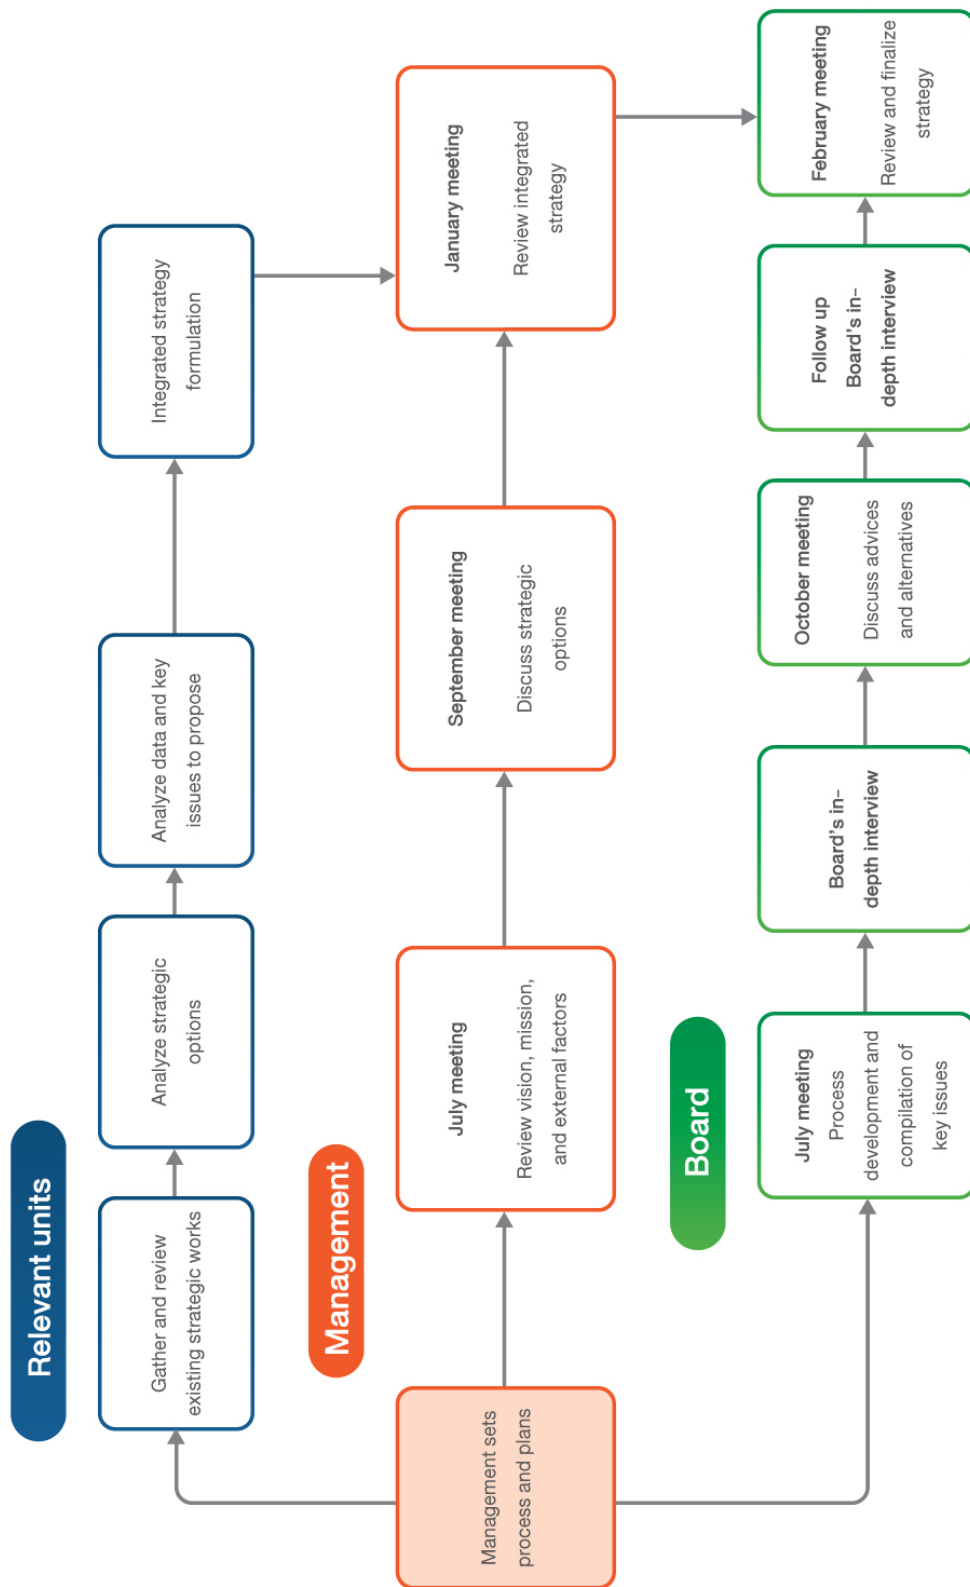 Relevant units
Gather and review
existing strategic works
Analyze strategic
options
Analyze data and key
issues to propose
Integrated strategy
formulation
Management
Management sets
process and plans
July meeting
Review vision, mission,
and external factors
September meeting
Discuss strategic
options
January meeting
Review integrated
strategy
Board
July meeting
Process
development and
compilation of
key issues
Board's in-
depth interview
October meeting
Discuss advices
and alternatives
Follow up
Board's in-
depth interview
February meeting
Review and finalize
strategy